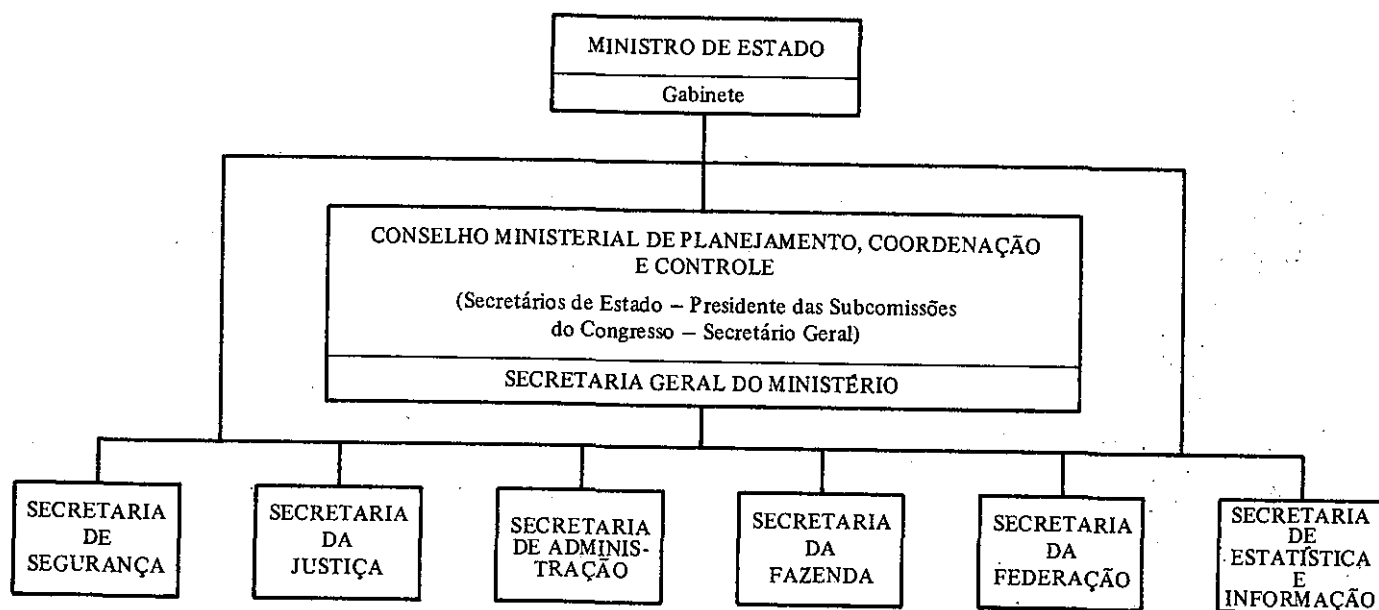 MINISTRO DE ESTADO
Gabinete
CONSELHO MINISTERIAL DE PLANEJAMENTO, COORDENAÇÃO
E CONTROLE
(Secretários de Estado – Presidente das Subcomissões
do Congresso – Secretário Geral)
SECRETARIA GERAL DO MINISTÉRIO
SECRETARIA
DE
SEGURANÇA
SECRETARIA
DA
JUSTIÇA
SECRETARIA
DE ADMINIS-
TRAÇÃO
SECRETARIA
DA
FAZENDA
SECRETARIA
DA
FEDERAÇÃO
SECRETARIA
DE
ESTATÍSTICA
E
INFORMAÇÃO